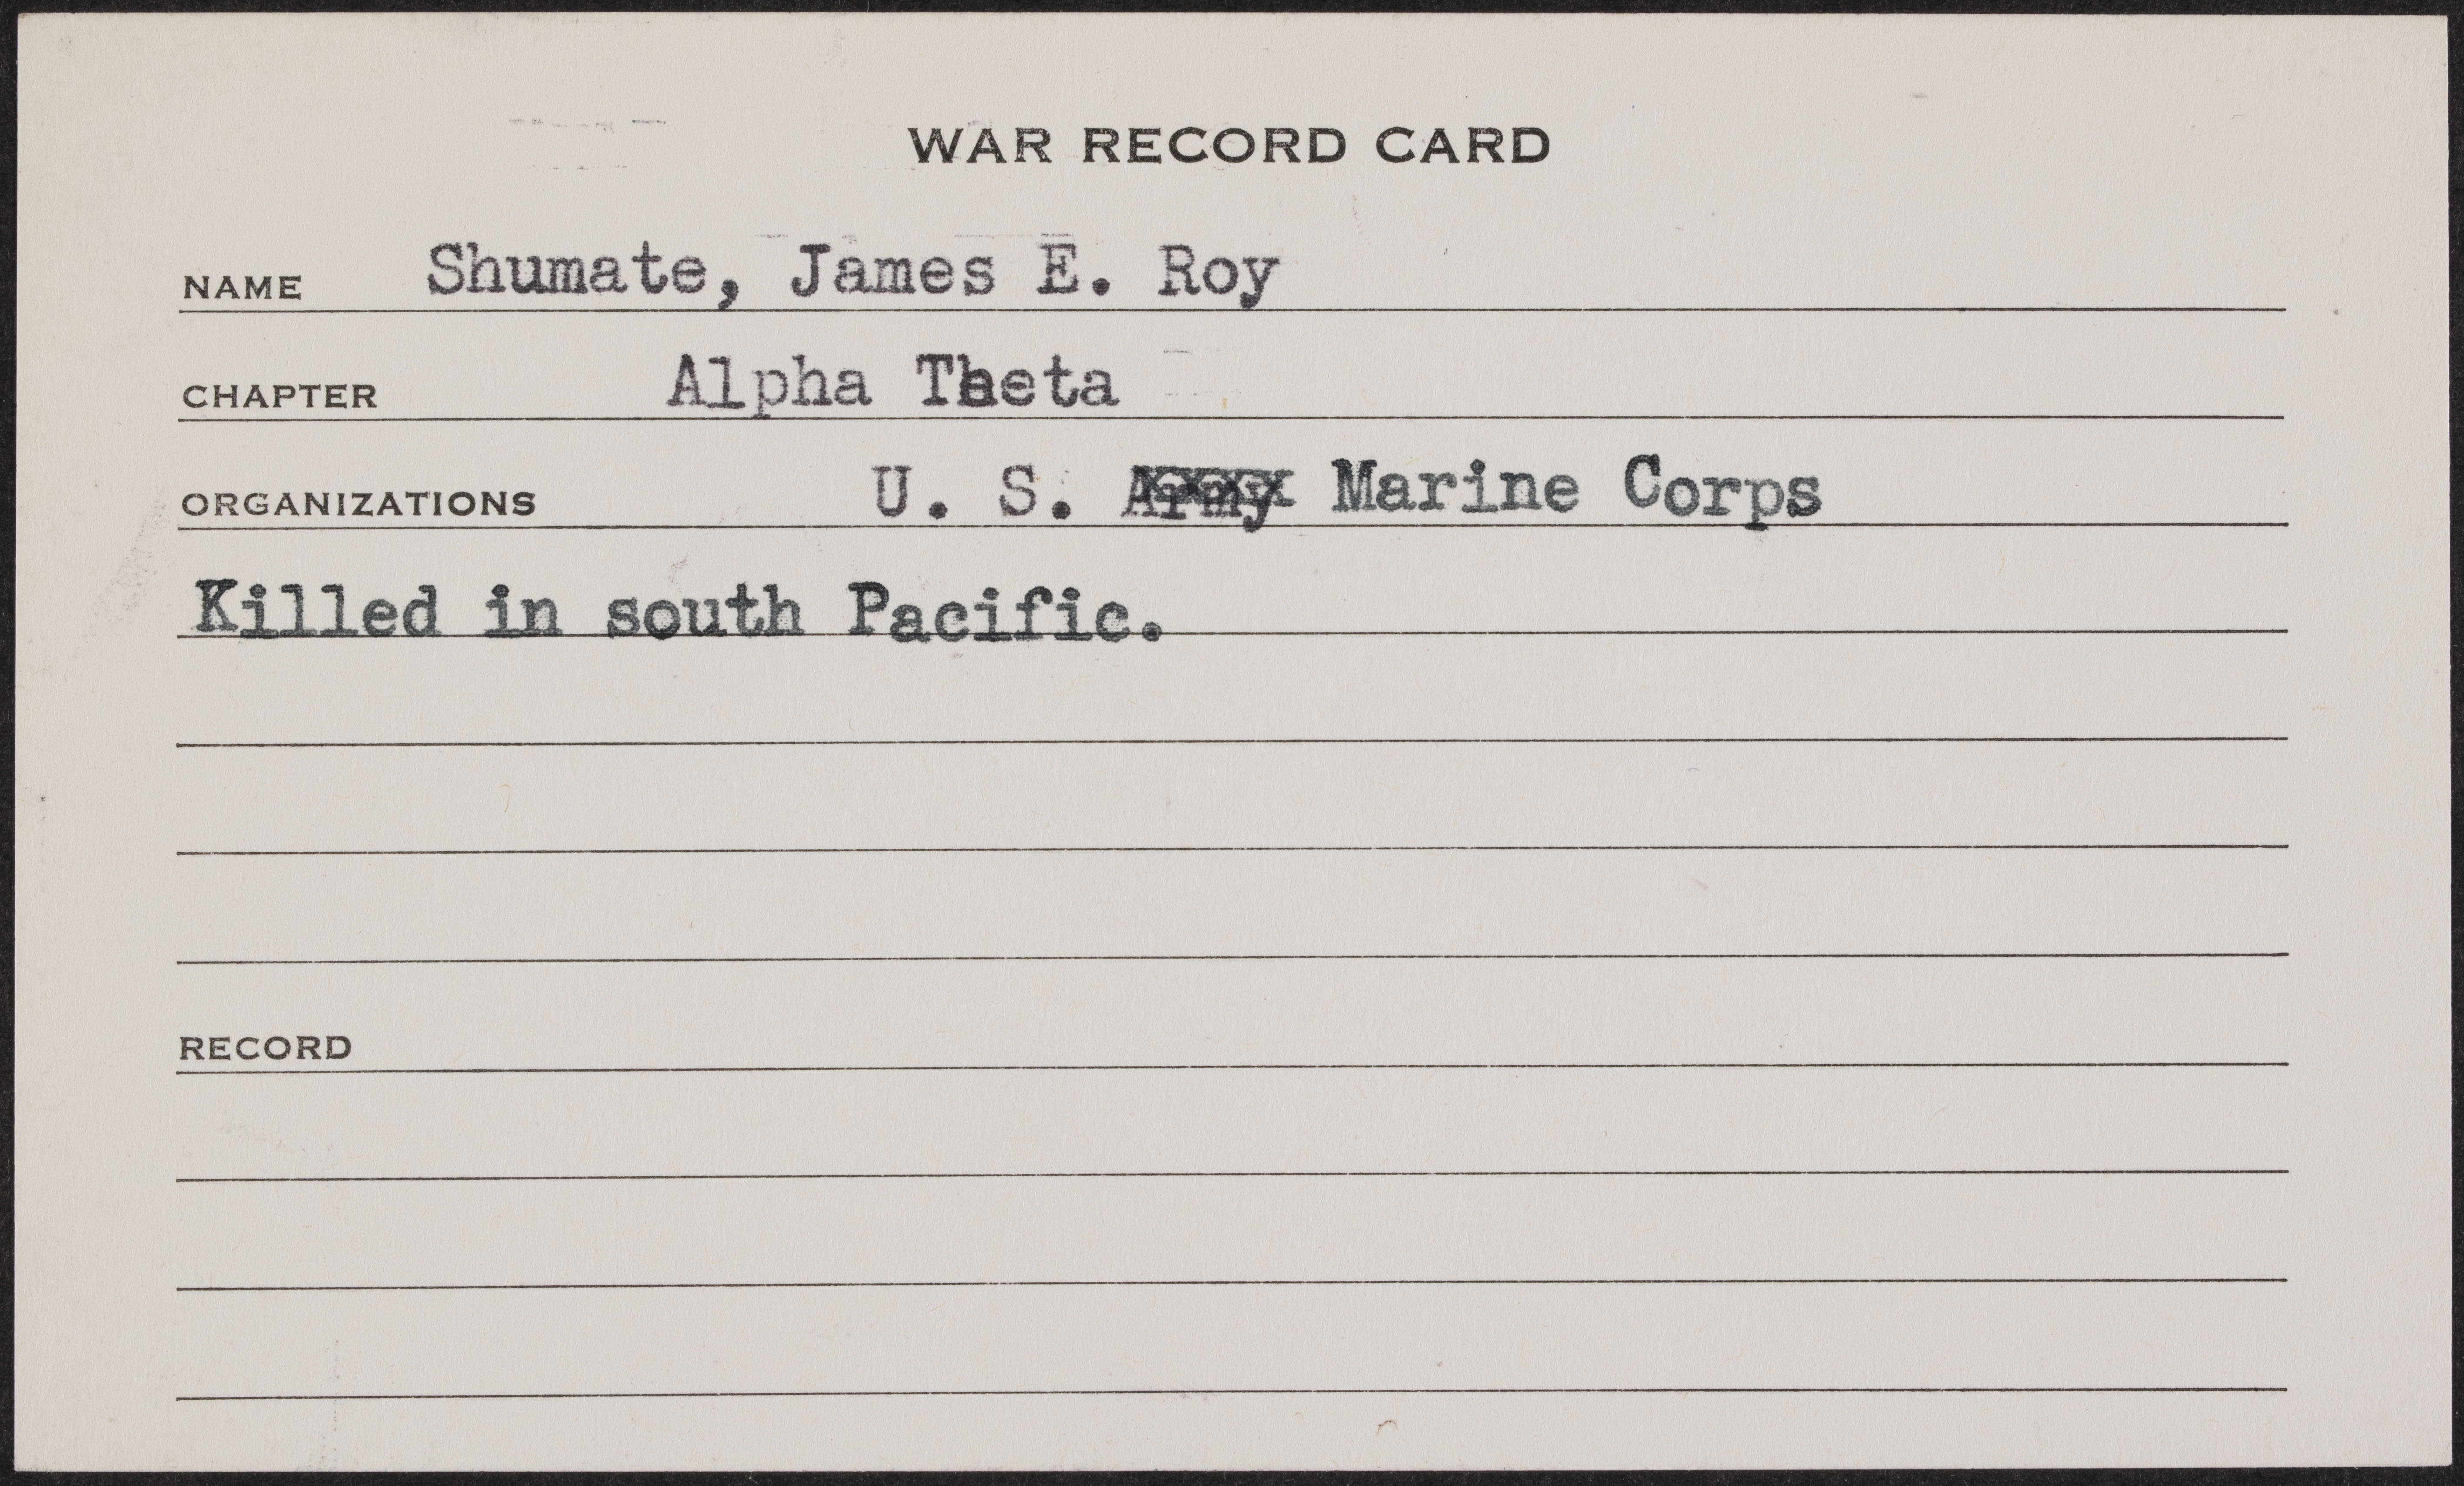 WAR RECORD CARD
NAME Shumate, James E. Roy
CHAPTER Alpha Theta
ORGANIZATIONS U. S. Army Marine Corps
Killed in south Pacific.
RECORD